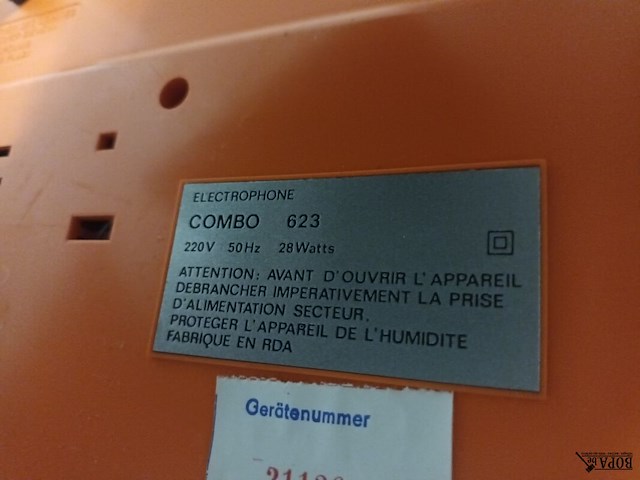 ELECTROPHONE
COMBO 623
220V 50Hz 28Watts
ATTENTION: AVANT D'OUVRIR L'APPAREIL
DEBRANCHER IMPERATIVEMENT LA PRISE
D'ALIMENTATION SECTEUR.
PROTEGER L'APPAREIL DE L'HUMIDITE
FABRIQUE EN RDA
Gerätenummer
BOPA